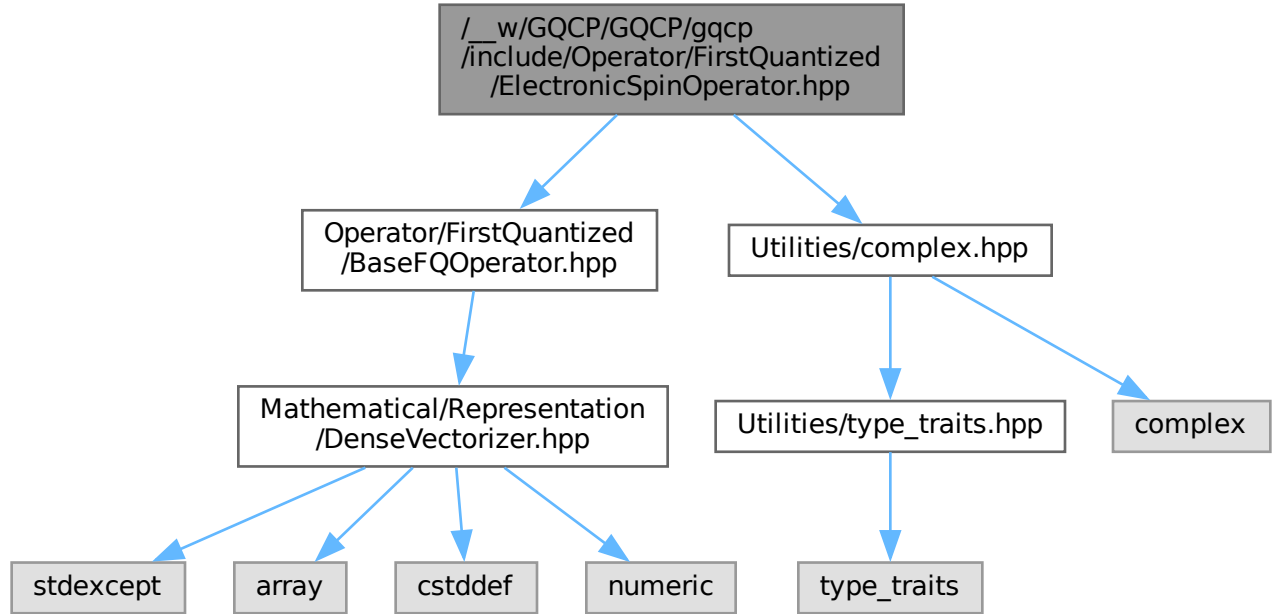 /__w/GQCP/GQCP/gqcp
/include/Operator/FirstQuantized
/ElectronicSpinOperator.hpp
Operator/FirstQuantized
/BaseFQOperator.hpp
Utilities/complex.hpp
Mathematical/Representation
/DenseVectorizer.hpp
Utilities/type_traits.hpp
complex
stdexcept
array
cstddef
numeric
type_traits